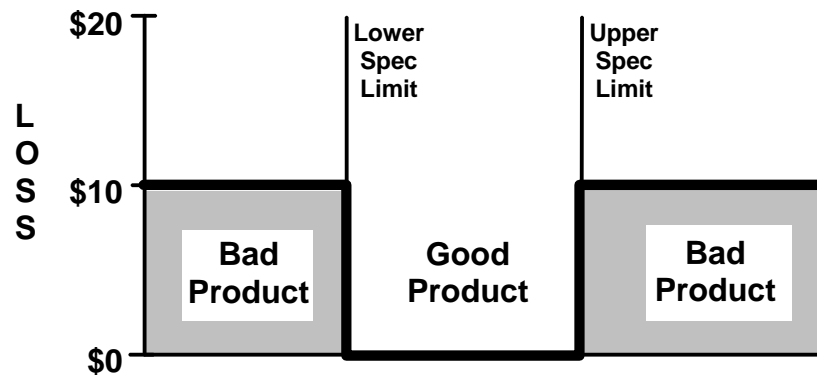 $20
Lower
Spec
Limit
Upper
Spec
Limit
L
O
S
S
$10
Bad
Product
Good
Product
Bad
Product
$0